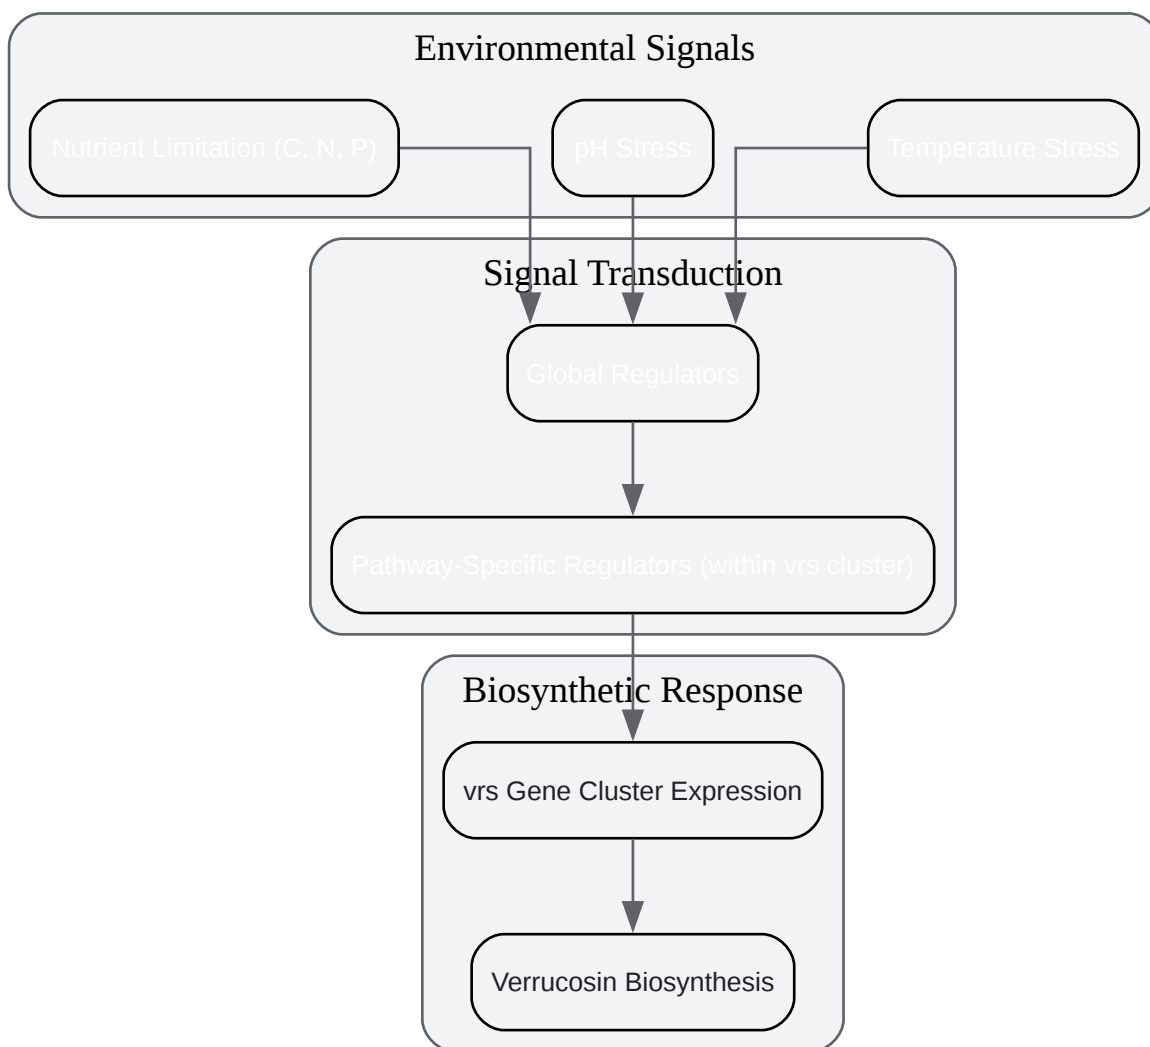 Environmental Signals
Nutrient Limitation (C, N, P)
pH Stress
Temperature Stress
Signal Transduction
Global Regulators
Pathway-Specific Regulators (within vrs cluster)
Biosynthetic Response
vrs Gene Cluster Expression
Verrucosin Biosynthesis